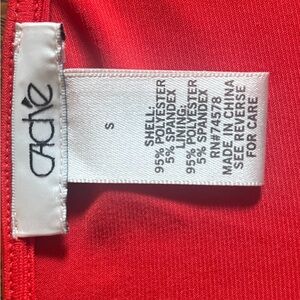 CACHÉ
S
SHELL:
95% POLYESTER
5% SPANDEX
LINING:
95% POLYESTER
5% SPANDEX
RN#74578
MADE IN CHINA
SEE REVERSE
FOR CARE